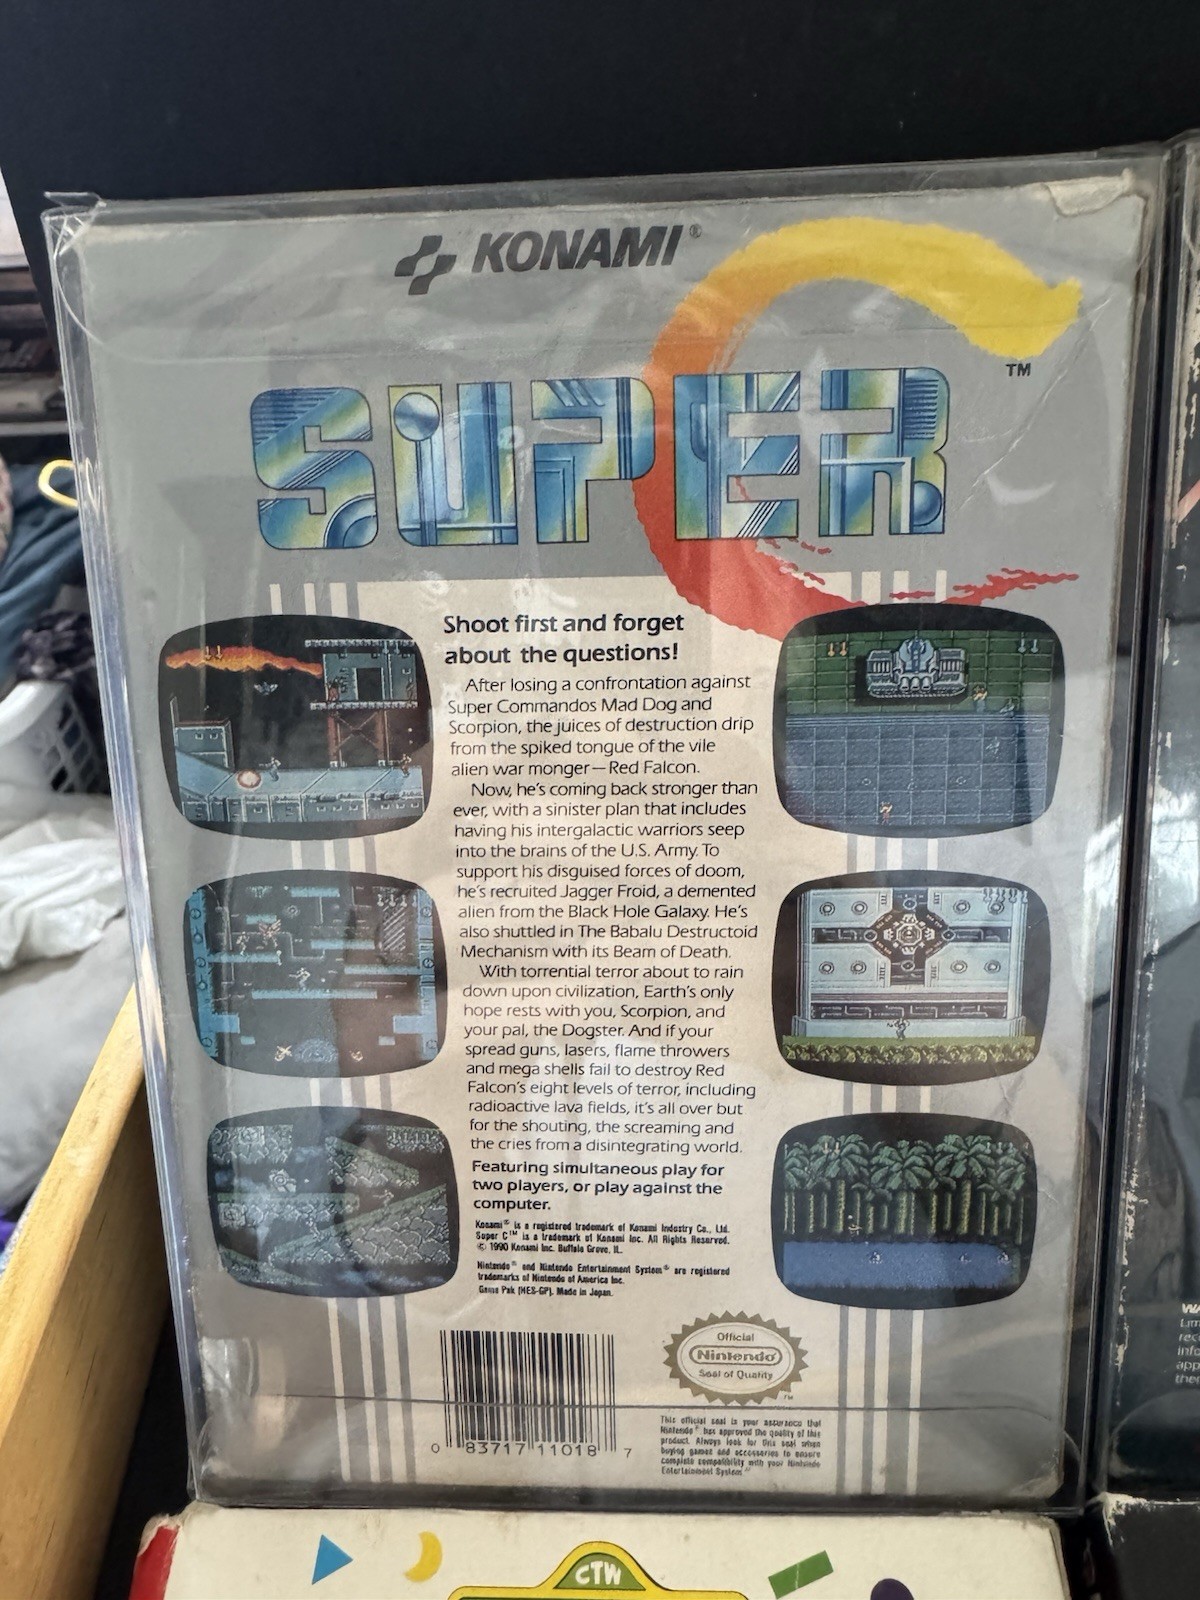 KONAMI®
SUPER C™
Shoot first and forget
about the questions!
After losing a confrontation against
Super Commandos Mad Dog and
Scorpion, the juices of destruction drip
from the spiked tongue of the vile
alien war monger—Red Falcon.
Now, he's coming back stronger than
ever, with a sinister plan that includes
having his intergalactic warriors seep
into the brains of the U.S. Army. To
support his disguised forces of doom,
he's recruited Jagger Froid, a demented
alien from the Black Hole Galaxy. He's
also shuttled in The Babalu Destructoid
Mechanism with its Beam of Death.
With torrential terror about to rain
down upon civilization, Earth's only
hope rests with you, Scorpion, and
your pal, the Dogster. And if your
spread guns, lasers, flame throwers
and mega shells fail to destroy Red
Falcon's eight levels of terror, including
radioactive lava fields, it's all over but
for the shouting, the screaming and
the cries from a disintegrating world.
Featuring simultaneous play for
two players, or play against the
computer.
Konami® is a registered trademark of Konami Industry Co., Ltd.
Super C™ is a trademark of Konami Inc. All Rights Reserved.
© 1990 Konami Inc. Buffalo Grove, IL.
Nintendo® and Nintendo Entertainment System® are registered
trademarks of Nintendo of America Inc.
Game Pak (NES-GP). Made in Japan.
Official
Nintendo
Seal of Quality
™
0 83717 11018 7
This official seal is your assurance that
Nintendo® has approved the quality of this
product. Always look for this seal when
buying games and accessories to ensure
complete compatibility with your Nintendo
Entertainment System®
CTW